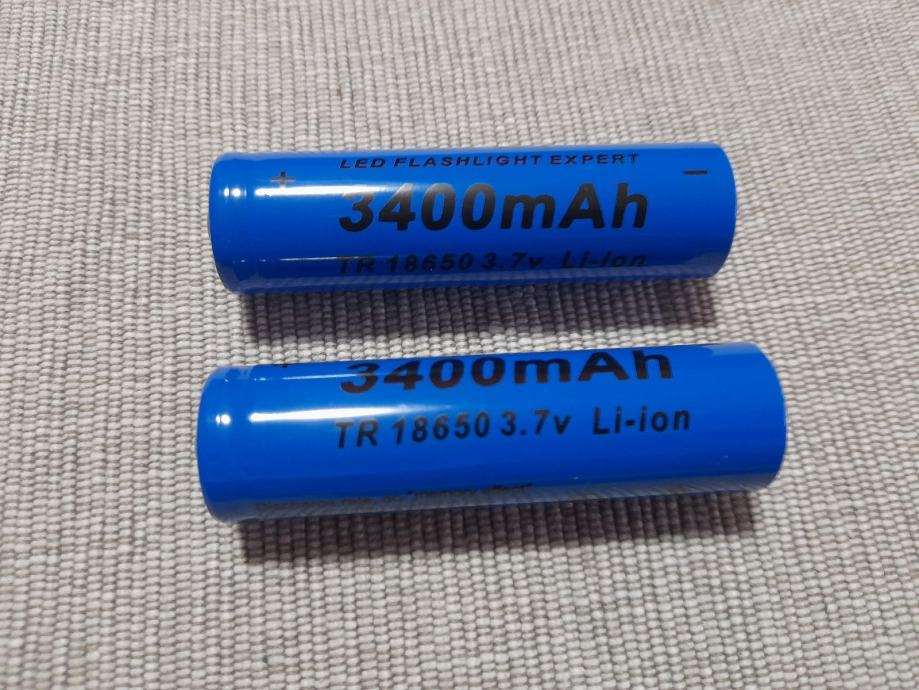 LED FLASHLIGHT EXPERT
+
−
3400mAh
TR 18650 3.7v Li-ion
+
3400mAh
TR 18650 3.7v Li-ion